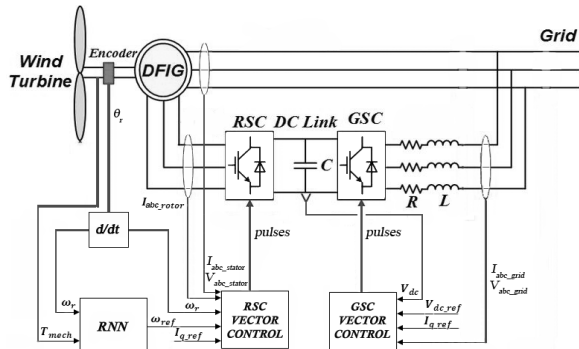 Wind
Turbine
Encoder
DFIG
Grid
θr
RSC
DC Link
GSC
C
R
L
Iabc_rotor
d/dt
pulses
pulses
Iabc_stator
Vabc_stator
Vdc
Iabc_grid
Vabc_grid
ωr
ωr
Vdc_ref
Tmech
RNN
ωref
Iq_ref
RSC
VECTOR
CONTROL
GSC
VECTOR
CONTROL
Iq_ref